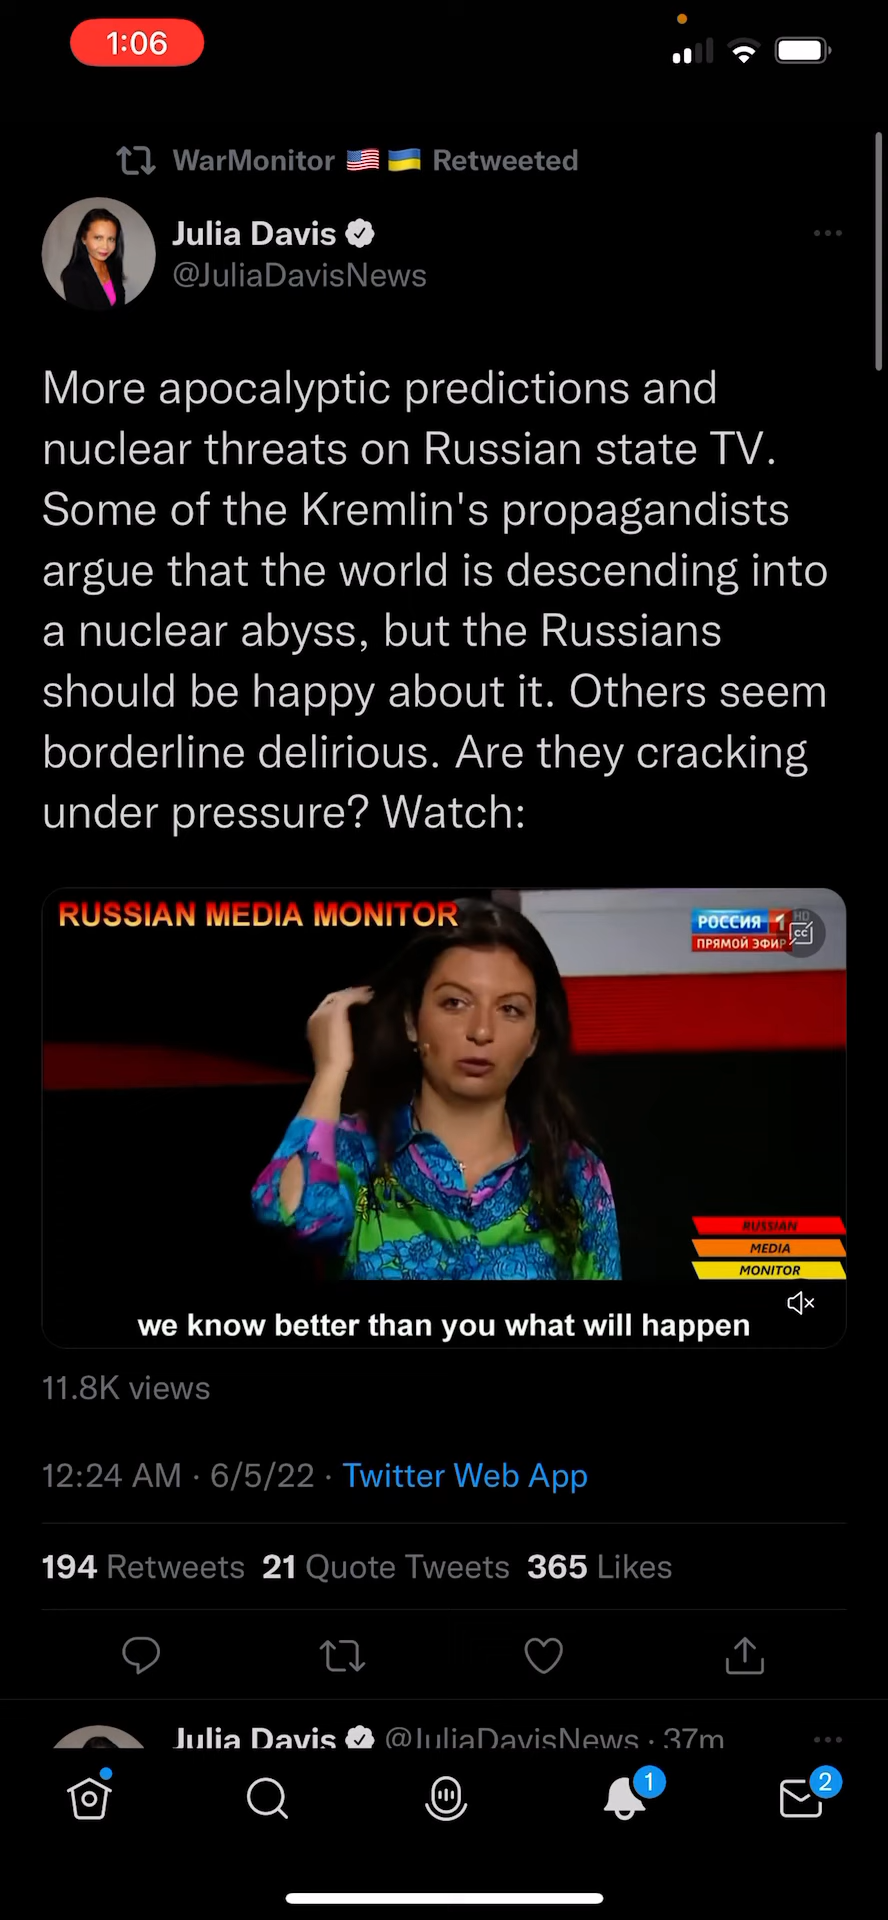 1:06
WarMonitor 🇺🇸 🇺🇦 Retweeted
Julia Davis
@JuliaDavisNews
More apocalyptic predictions and
nuclear threats on Russian state TV.
Some of the Kremlin's propagandists
argue that the world is descending into
a nuclear abyss, but the Russians
should be happy about it. Others seem
borderline delirious. Are they cracking
under pressure? Watch:
RUSSIAN MEDIA MONITOR
РОССИЯ 1 HD
ПРЯМОЙ ЭФИР
CC
RUSSIAN
MEDIA
MONITOR
we know better than you what will happen
11.8K views
12:24 AM · 6/5/22 · Twitter Web App
194 Retweets 21 Quote Tweets 365 Likes
Julia Davis @JuliaDavisNews · 37m
1
2